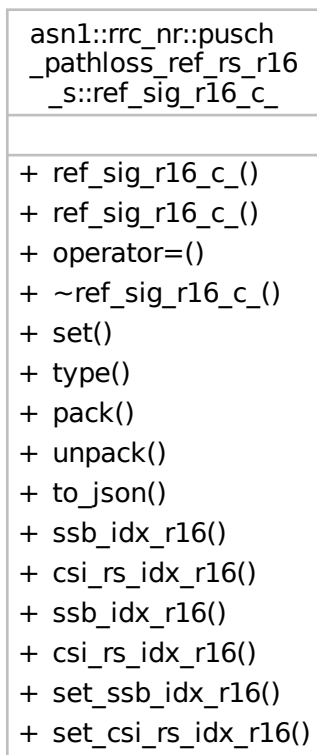 asn1::rrc_nr::pusch
_pathloss_ref_rs_r16
_s::ref_sig_r16_c_
+ ref_sig_r16_c_()
+ ref_sig_r16_c_()
+ operator=()
+ ~ref_sig_r16_c_()
+ set()
+ type()
+ pack()
+ unpack()
+ to_json()
+ ssb_idx_r16()
+ csi_rs_idx_r16()
+ ssb_idx_r16()
+ csi_rs_idx_r16()
+ set_ssb_idx_r16()
+ set_csi_rs_idx_r16()